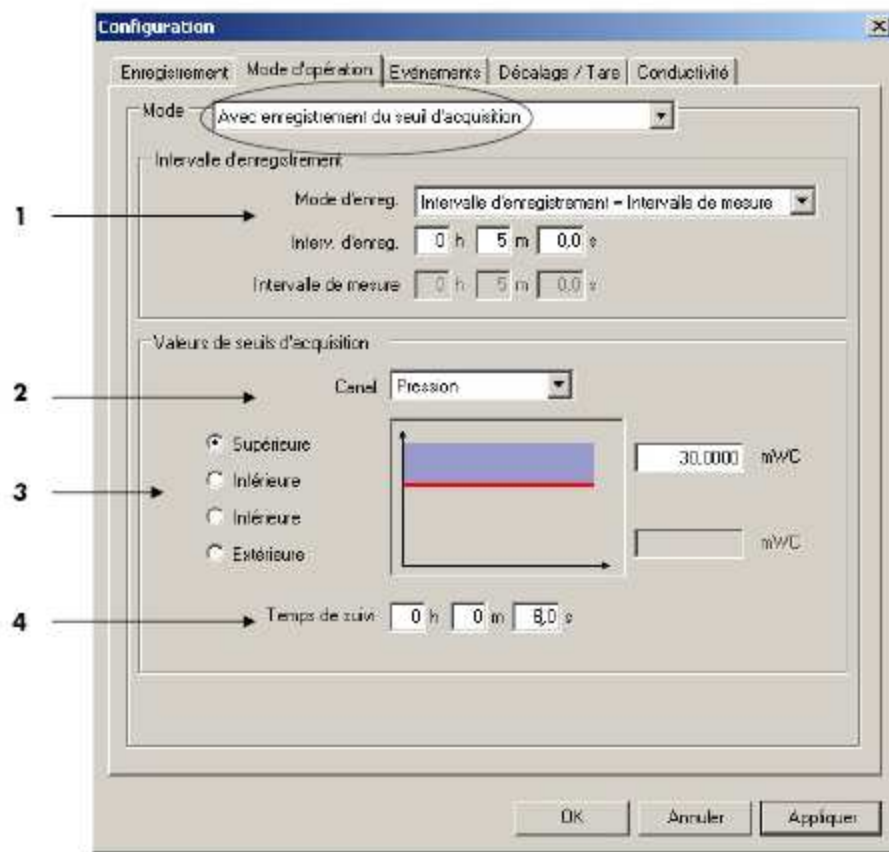 Configuration
Enregistrement Mode d'opération Evénements Décalage / Tare Conductivité
Mode Avec enregistrement du seuil d'acquisition
Intervalle d'enregistrement
1
Mode d'enreg. Intervalle d'enregistrement = Intervalle de mesure
Interv. d'enreg. 0 h 5 m 0,0 s
Intervalle de mesure 0 h 5 m 0,0 s
Valeurs de seuils d'acquisition
2
Canal Pression
Supérieure
30,0000 mWC
3
Inférieure
Intérieure
mWC
Extérieure
4
Temps de suivi 0 h 0 m 6,0 s
OK Annuler Appliquer